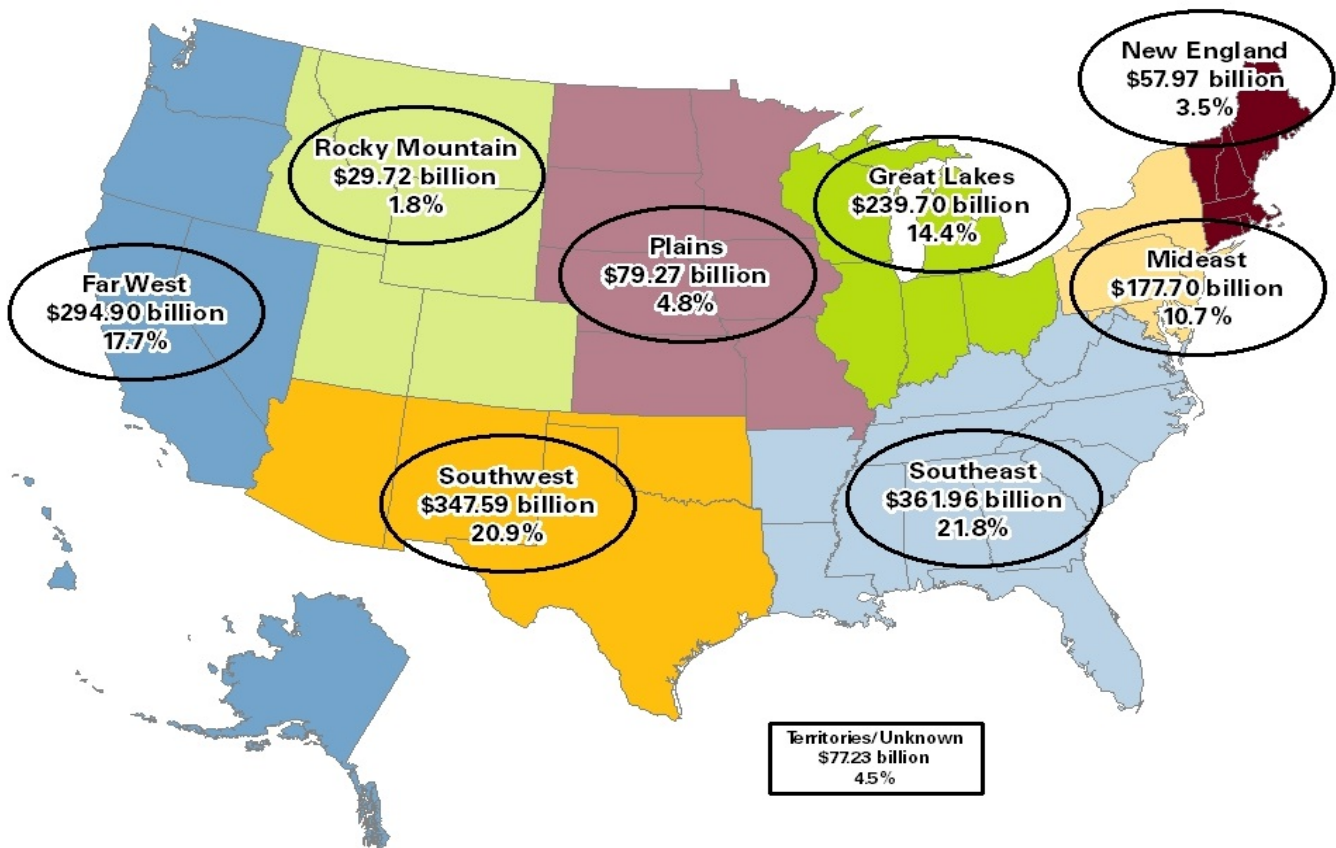 New England
$57.97 billion
3.5%
Rocky Mountain
$29.72 billion
1.8%
Great Lakes
$239.70 billion
14.4%
Plains
$79.27 billion
4.8%
Mideast
$177.70 billion
10.7%
Far West
$294.90 billion
17.7%
Southwest
$347.59 billion
20.9%
Southeast
$361.96 billion
21.8%
Territories/Unknown
$77.23 billion
4.5%